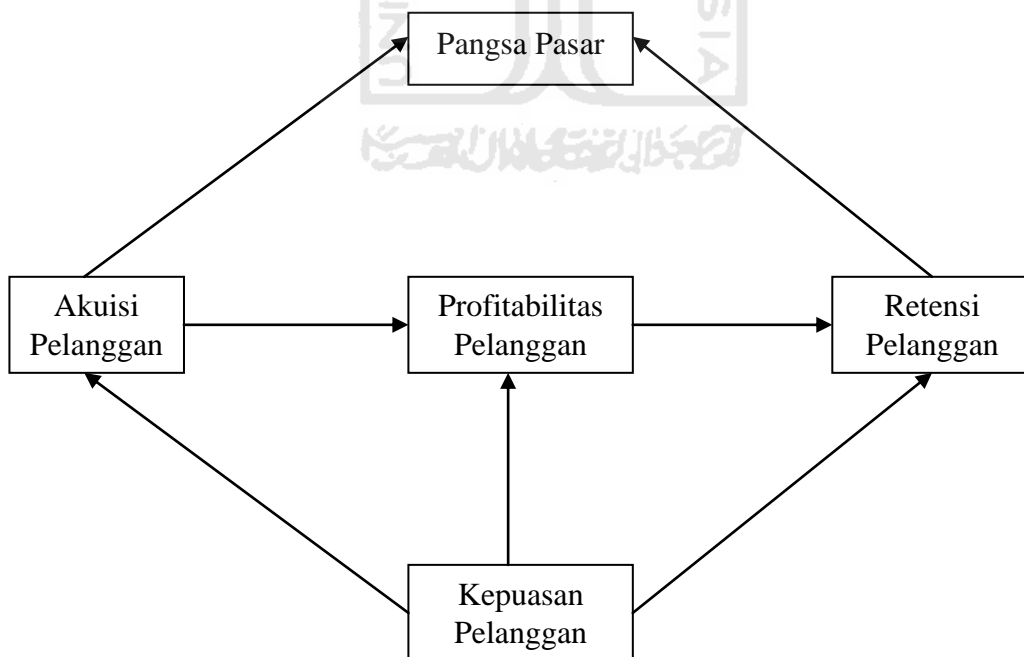 Pangsa Pasar
Akuisi
Pelanggan
Profitabilitas
Pelanggan
Retensi
Pelanggan
Kepuasan
Pelanggan